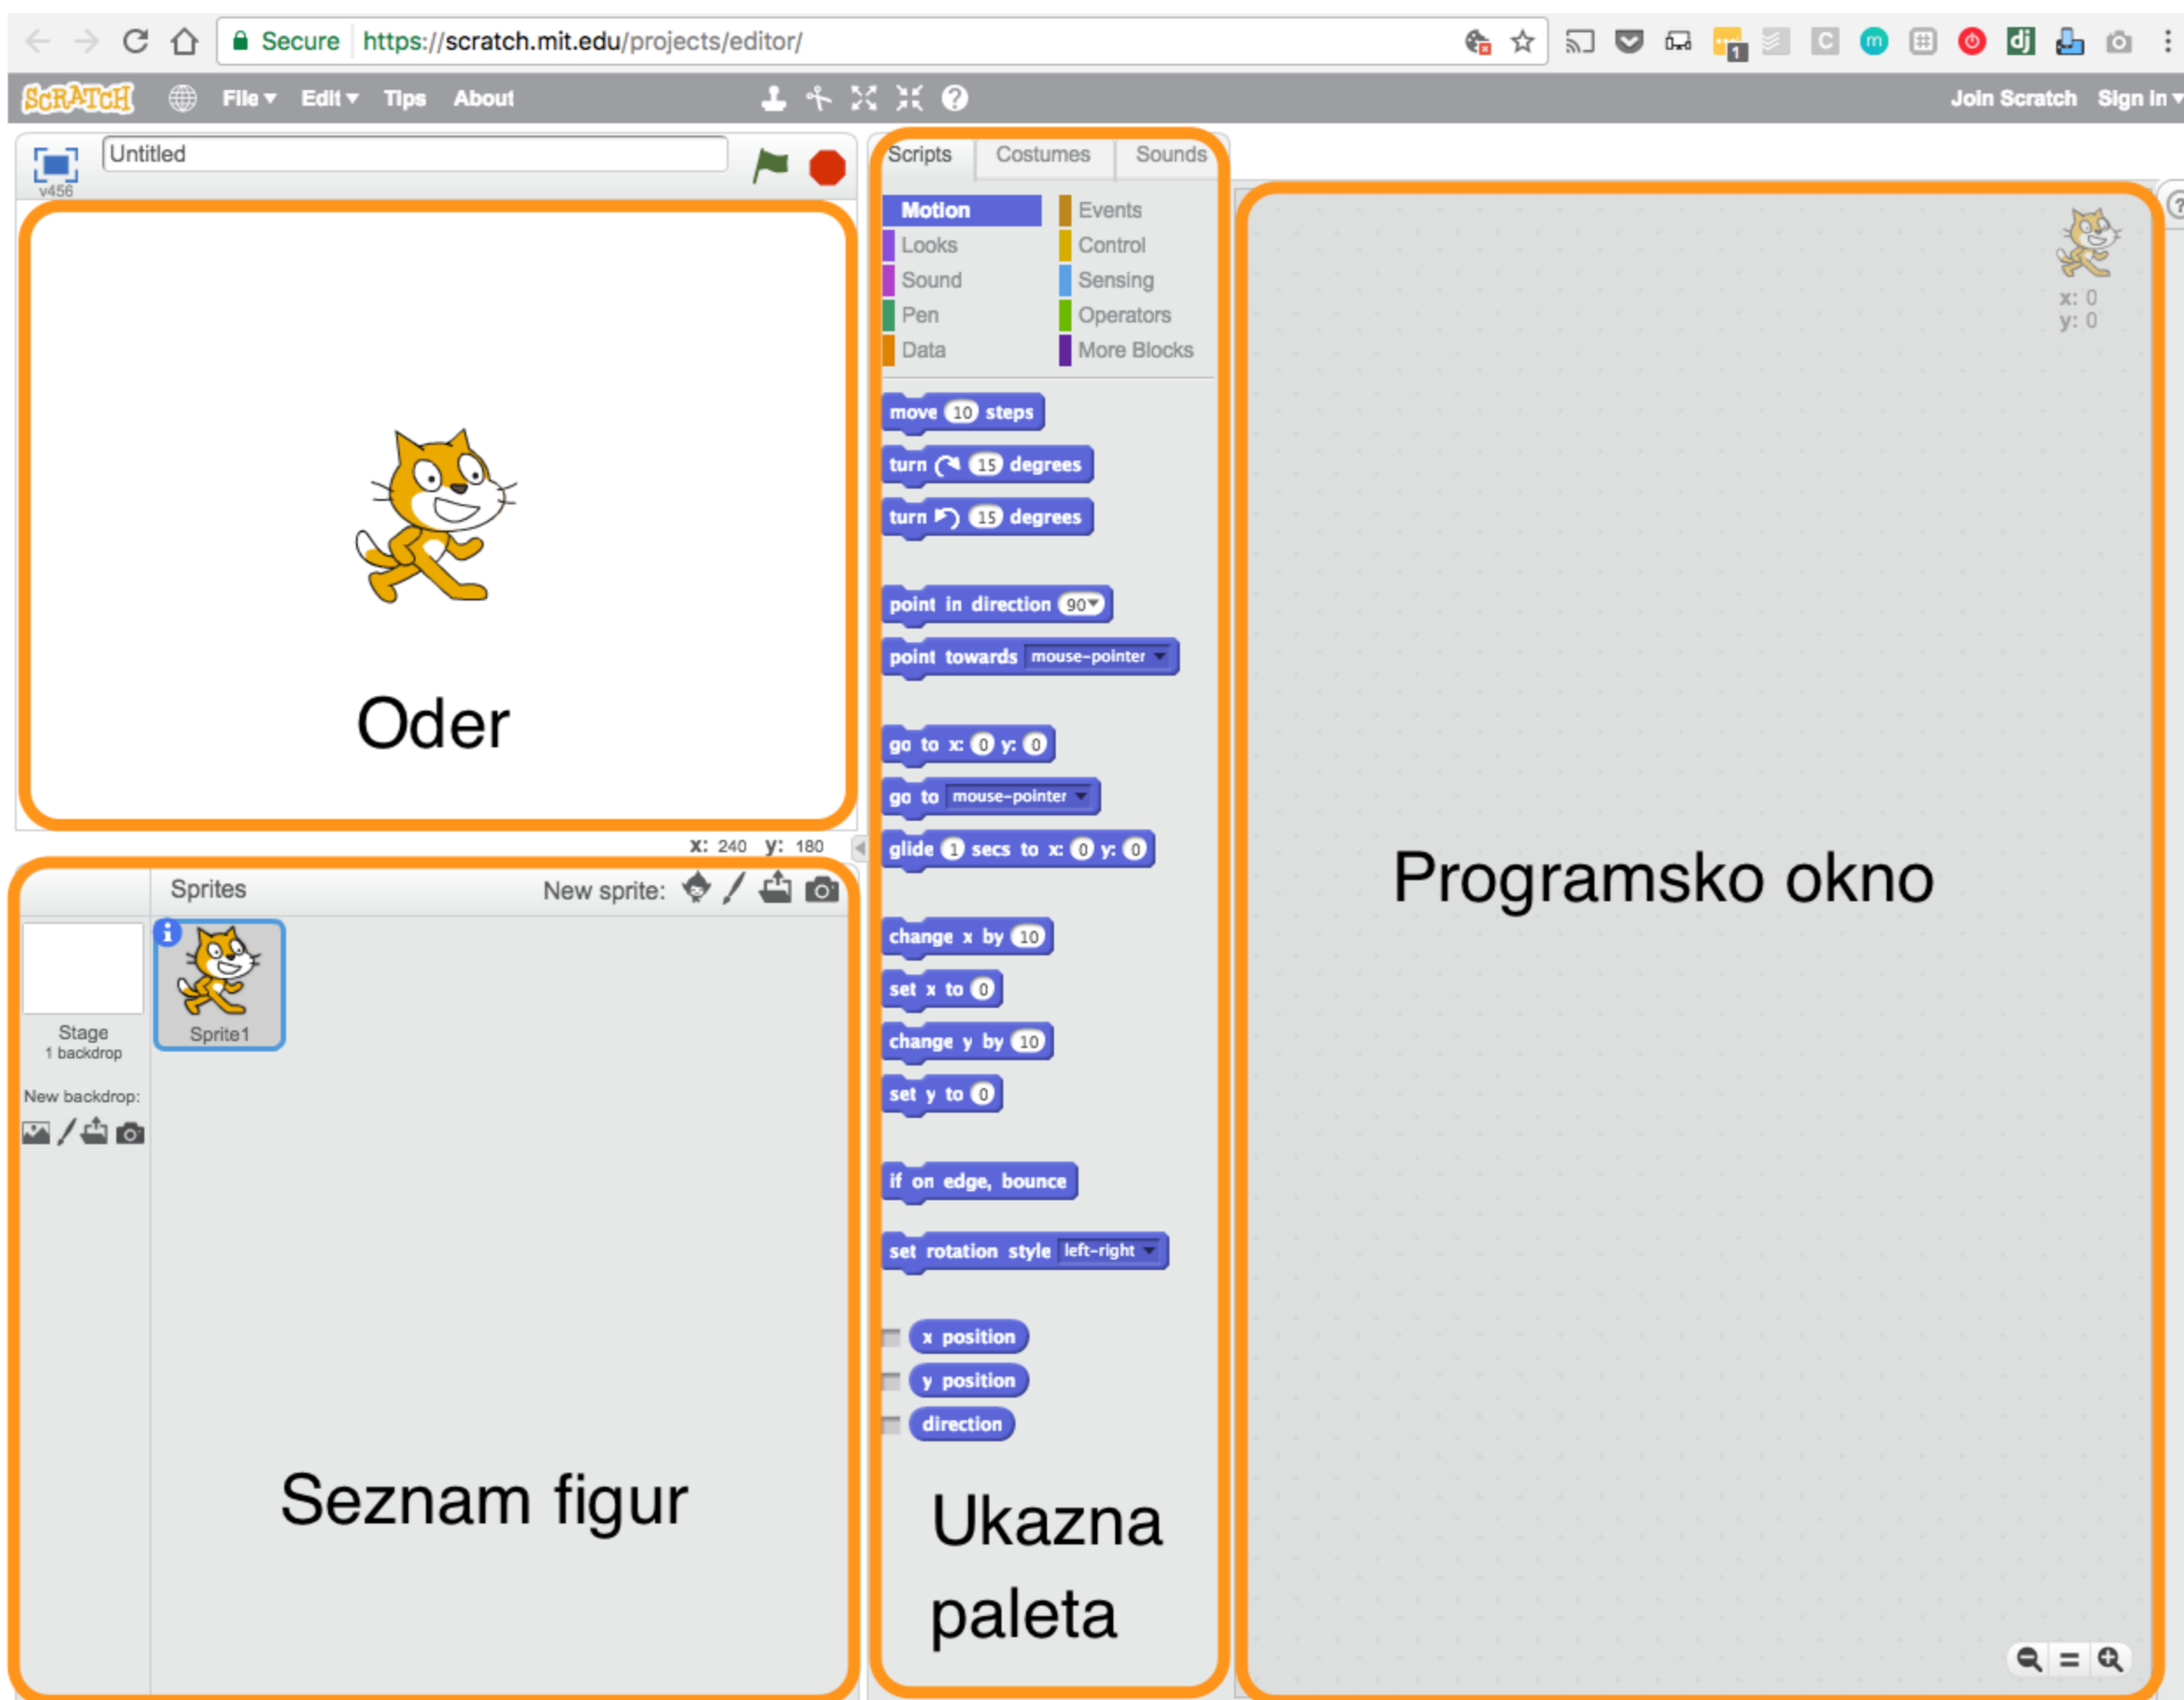 Secure https://scratch.mit.edu/projects/editor/
1
C
m
dj
SCRATCH File Edit Tips About
Join Scratch Sign in
Untitled
v456
Oder
x: 240 y: 180
Sprites New sprite:
Stage
1 backdrop
New backdrop:
Sprite1
Seznam figur
Scripts Costumes Sounds
Motion Events
Looks Control
Sound Sensing
Pen Operators
Data More Blocks
move 10 steps
turn 15 degrees
turn 15 degrees
point in direction 90
point towards mouse-pointer
go to x: 0 y: 0
go to mouse-pointer
glide 1 secs to x: 0 y: 0
change x by 10
set x to 0
change y by 10
set y to 0
if on edge, bounce
set rotation style left-right
x position
y position
direction
Ukazna
paleta
x: 0
y: 0
Programsko okno